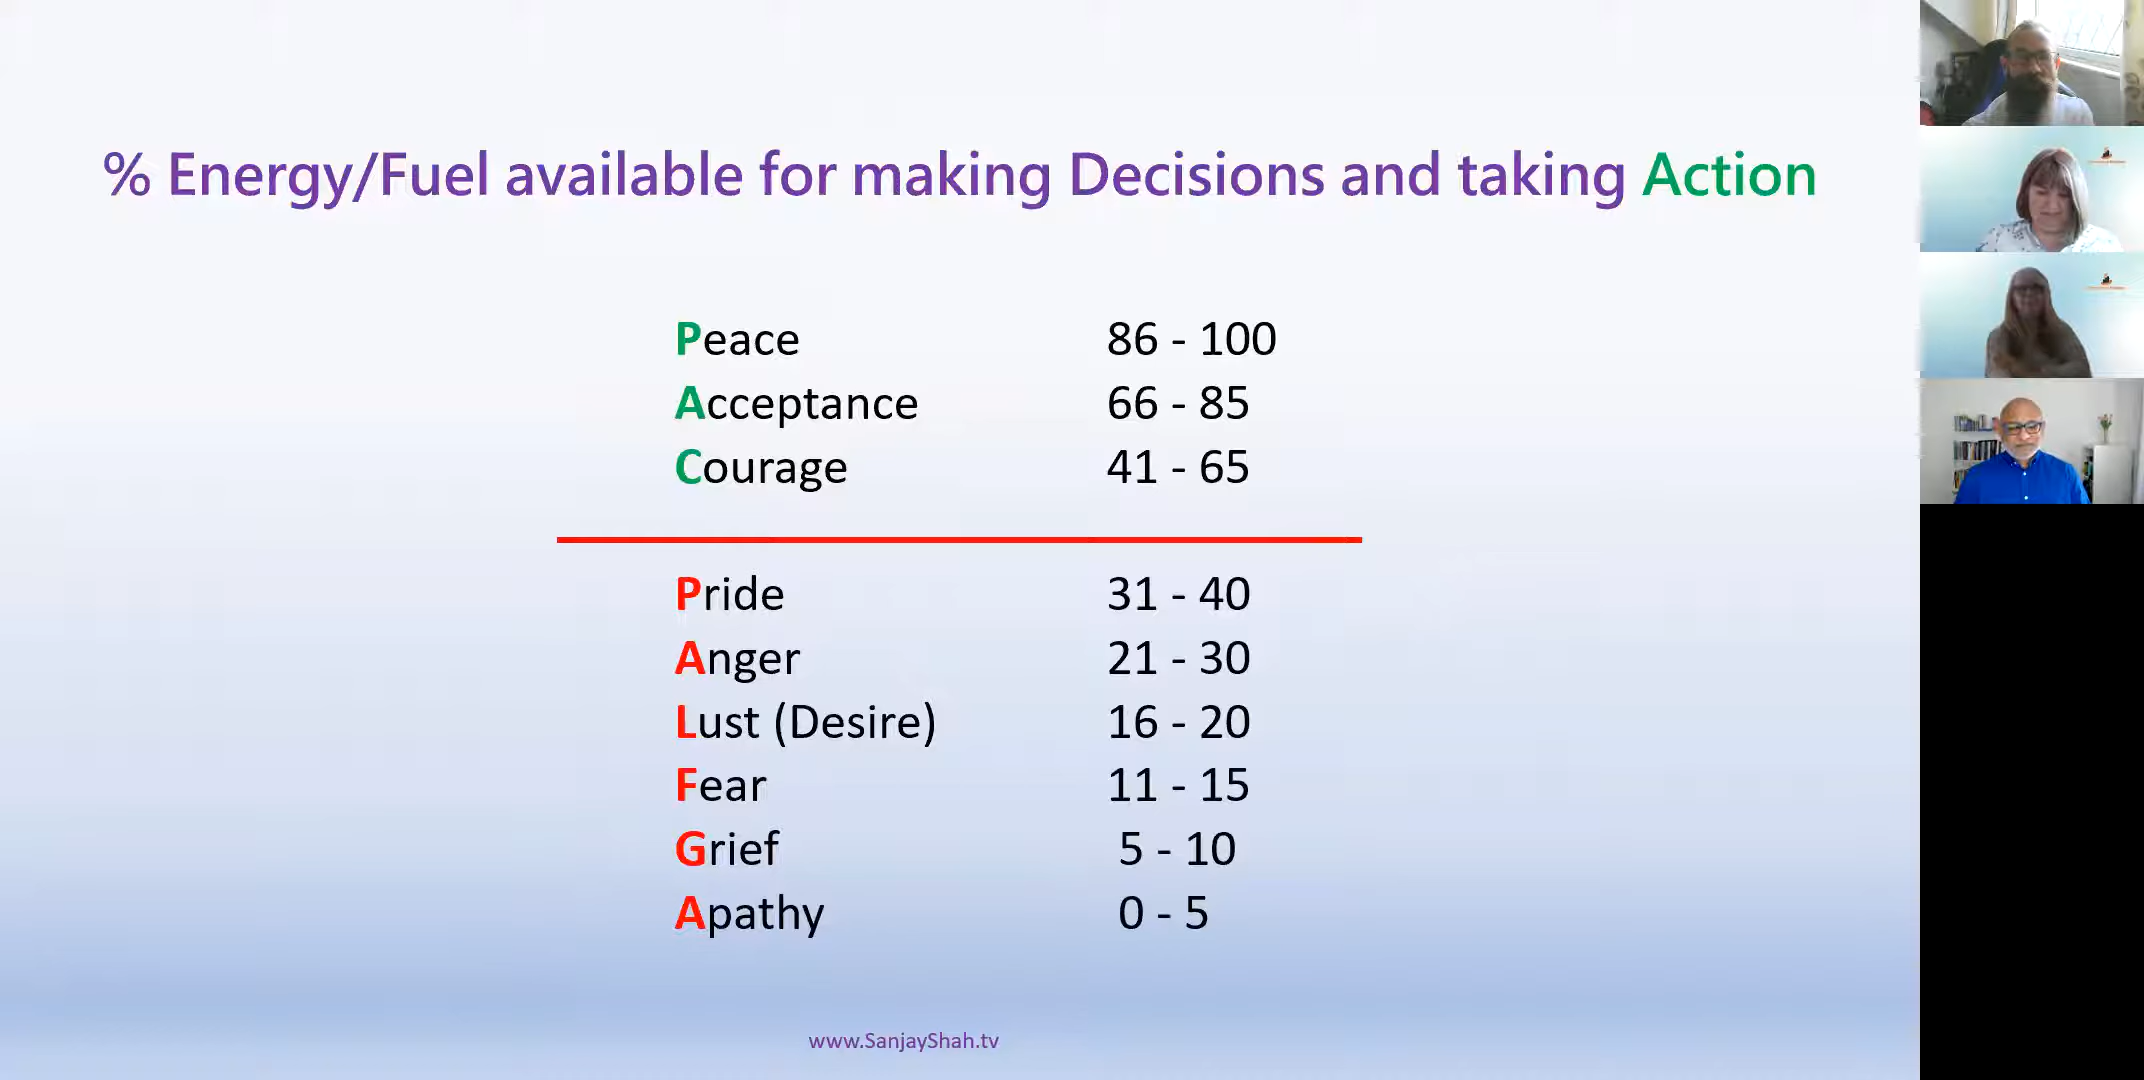 % Energy/Fuel available for making Decisions and taking Action
Peace 86 - 100
Acceptance 66 - 85
Courage 41 - 65
Pride 31 - 40
Anger 21 - 30
Lust (Desire) 16 - 20
Fear 11 - 15
Grief 5 - 10
Apathy 0 - 5
www.SanjayShah.tv